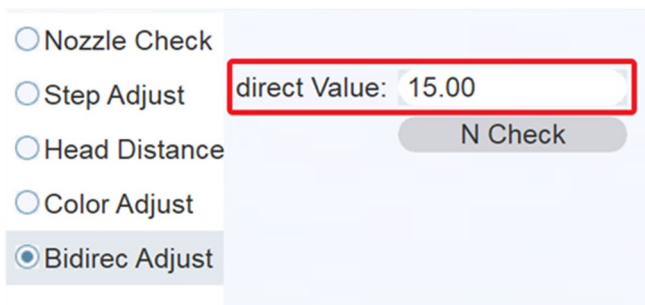 Nozzle Check
Step Adjust
direct Value: 15.00
N Check
Head Distance
Color Adjust
Bidirec Adjust